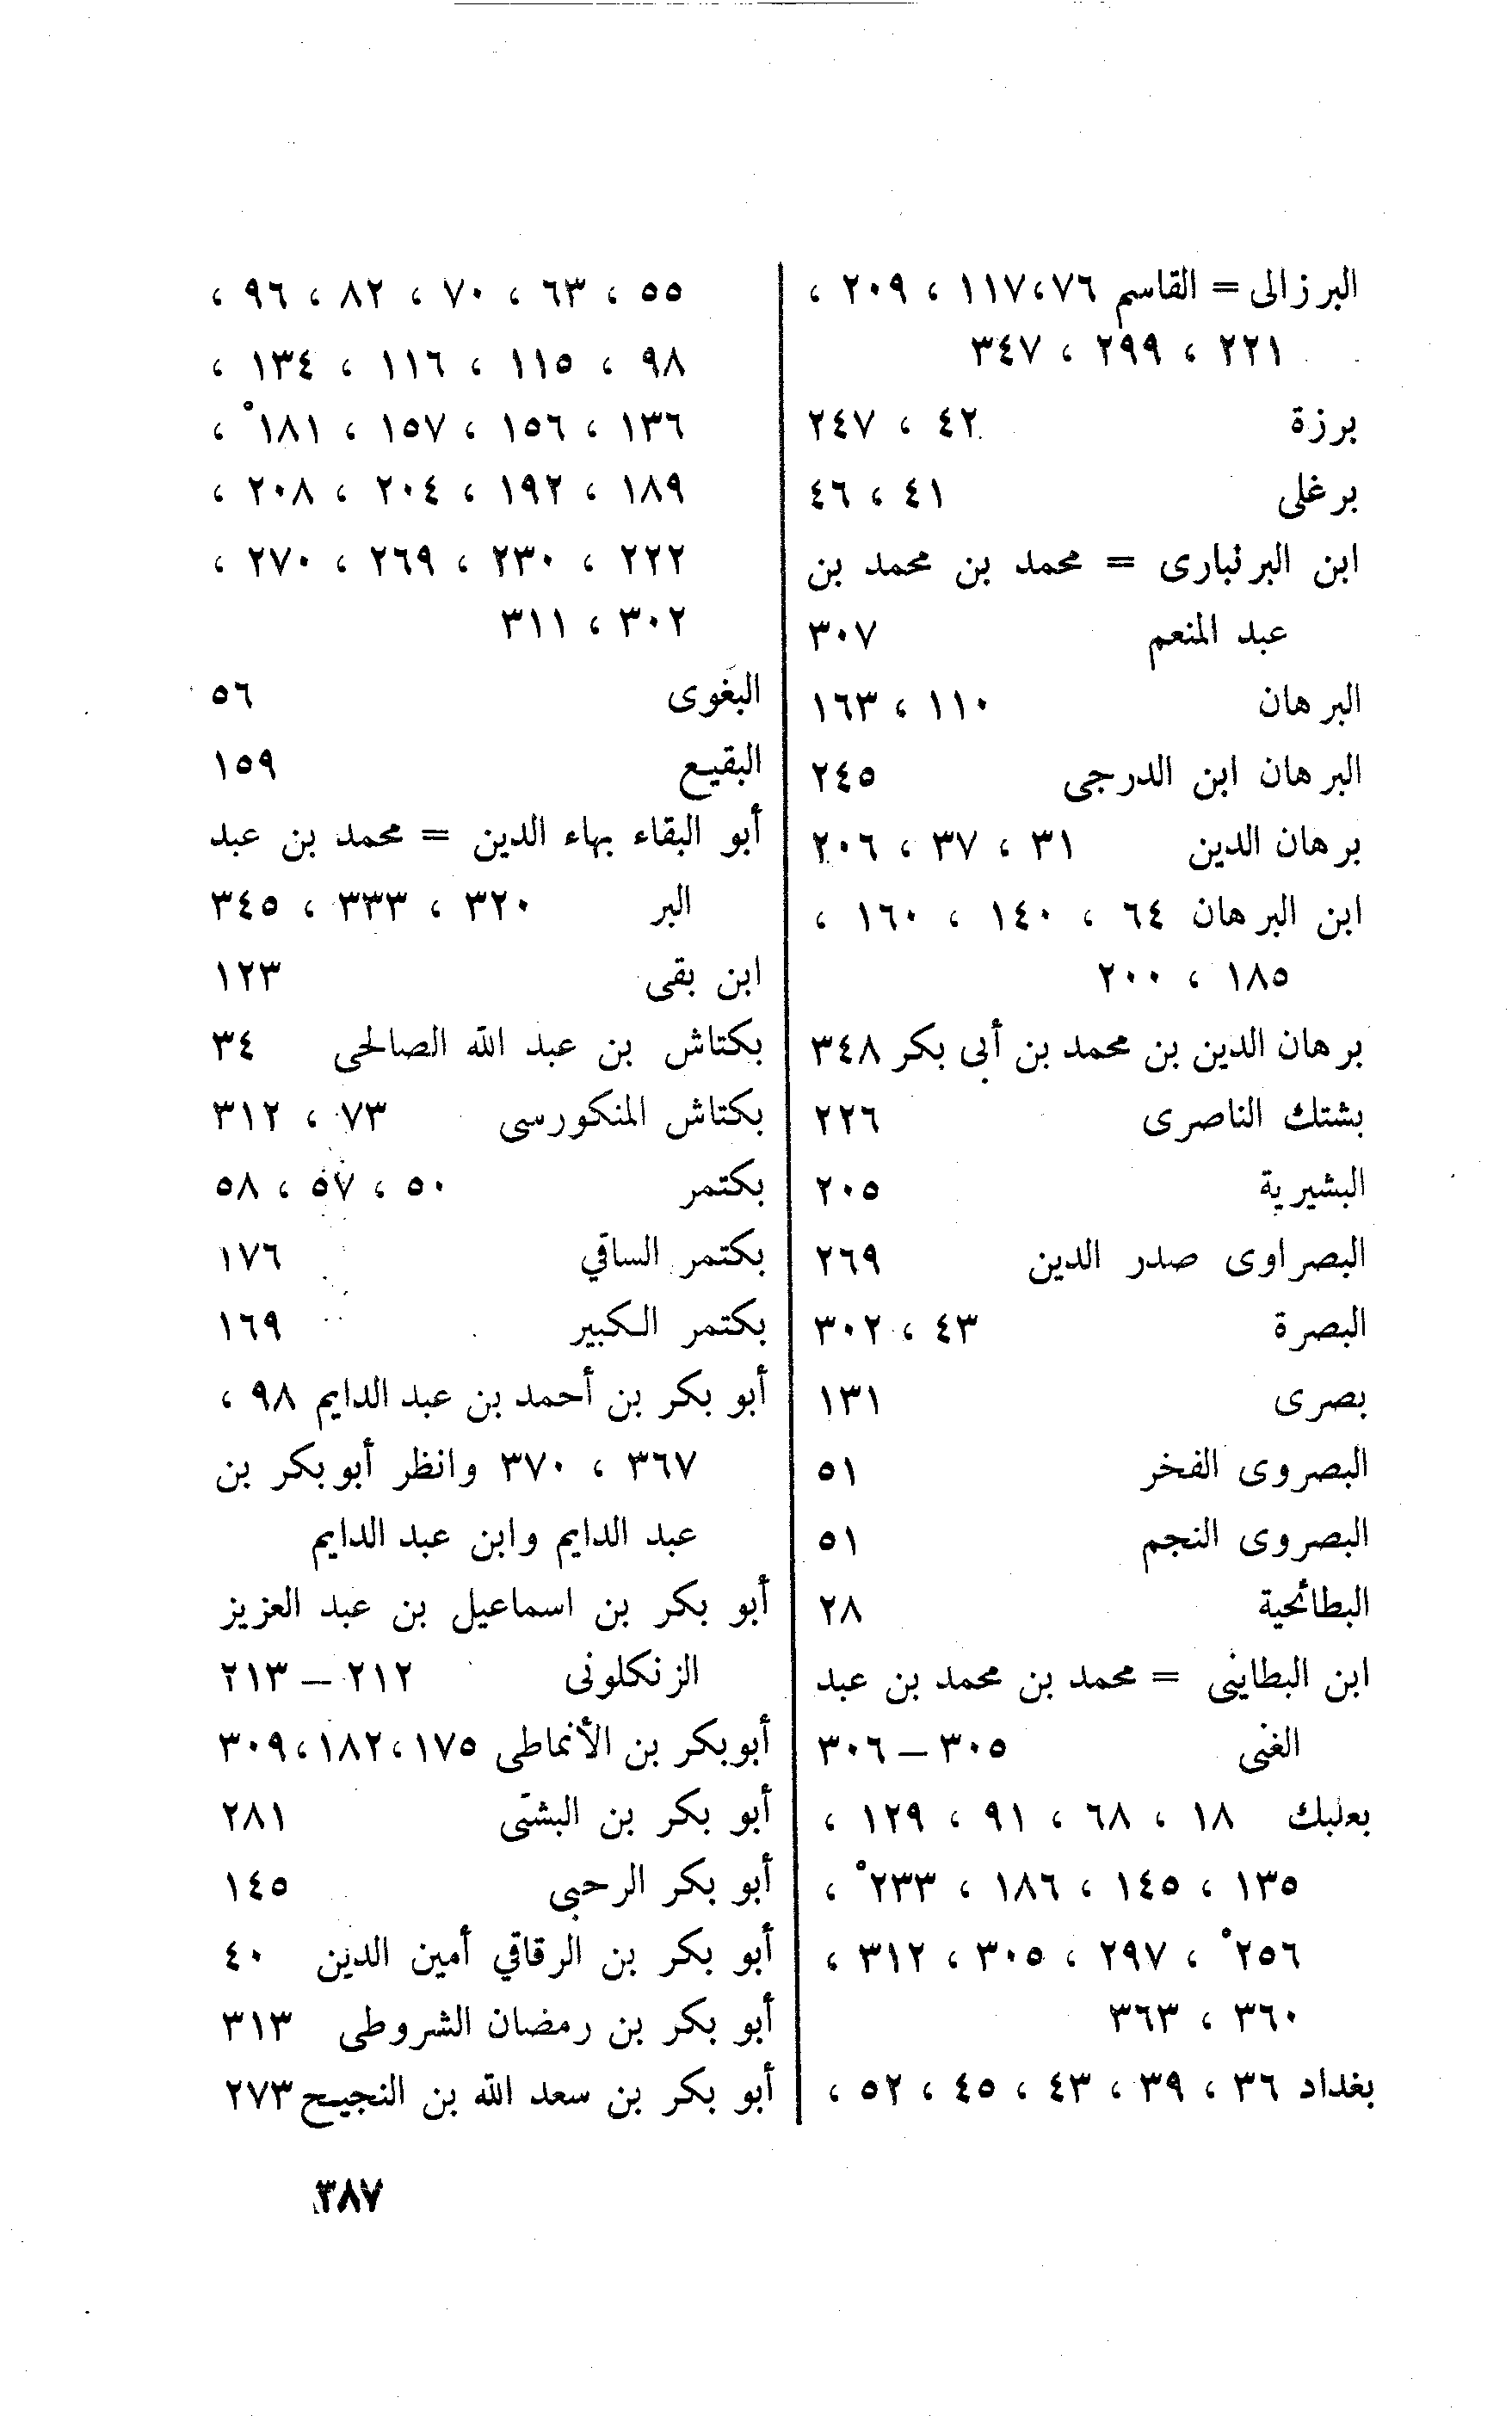 البرزالى = القاسم ٧٦،١١٧ ، ٢٠٩ ،
٢٢١ ، ٢٩٩ ، ٣٤٧
برزة ٤٢ ، ٢٤٧
برغلى ٤١ ، ٤٦
ابن البرنبارى = محمد بن محمد بن
عبد المنعم ٣٠٧
البرهان ١١٠ ، ١٦٣
البرهان ابن الدرجى ٢٤٥
برهان الدين ٣١ ، ٣٧ ، ٢٠٦
ابن البرهان ٦٤ ، ١٤٠ ، ١٦٠ ،
١٨٥ ، ٢٠٠
برهان الدين بن محمد بن أبى بكر ٣٤٨
بشتك الناصرى ٢٢٦
البشيرية ٢٠٥
البصراوى صدر الدين ٢٦٩
البصرة ٤٣ ، ٣٠٢
بصرى ١٣١
البصروى الفخر ٥١
البصروى النجم ٥١
البطائحية ٢٨
ابن البطاينى = محمد بن محمد بن عبد
الغنى ٣٠٥ – ٣٠٦
بعلبك ١٨ ، ٦٨ ، ٩١ ، ١٢٩ ،
١٣٥ ، ١٤٥ ، ١٨٦ ، ٢٣٣° ،
٢٥٦° ، ٢٩٧ ، ٣٠٥ ، ٣١٢ ،
٣٦٠ ، ٣٦٣
بغداد ٣٦ ، ٣٩ ، ٤٣ ، ٤٥ ، ٥٢ ،
٥٥ ، ٦٣ ، ٧٠ ، ٨٢ ، ٩٦ ،
٩٨ ، ١١٥ ، ١١٦ ، ١٣٤ ،
١٣٦ ، ١٥٦ ، ١٥٧ ، ١٨١° ،
١٨٩ ، ١٩٢ ، ٢٠٤ ، ٢٠٨ ،
٢٢٢ ، ٢٣٠ ، ٢٦٩ ، ٢٧٠ ،
٣٠٢ ، ٣١١
البغوى ٥٦
البقيع ١٥٩
أبو البقاء بهاء الدين = محمد بن عبد
البر ٣٢٠ ، ٣٣٣ ، ٣٤٥
ابن بقى ١٢٣
بكتاش بن عبد الله الصالحى ٣٤
بكتاش المنكورسى ٧٣ ، ٣١٢
بكتمر ٥٠ ، ٥٧ ، ٥٨
بكتمر الساقي ١٧٦
بكتمر الكبير ١٦٩
أبو بكر بن أحمد بن عبد الدايم ٩٨ ،
٣٦٧ ، ٣٧٠ وانظر أبو بكر بن
عبد الدايم وابن عبد الدايم
أبو بكر بن اسماعيل بن عبد العزيز
الزنكلونى ٢١٢ – ٢١٣
أبوبكر بن الأنماطى ١٧٥،١٨٢،٣٠٩
أبو بكر بن البشتى ٢٨١
أبو بكر الرحبى ١٤٥
أبو بكر بن الرقاقي أمين الدين ٤٠
أبو بكر بن رمضان الشروطى ٣١٣
أبو بكر بن سعد الله بن النجيح ٢٧٣
٣٨٧